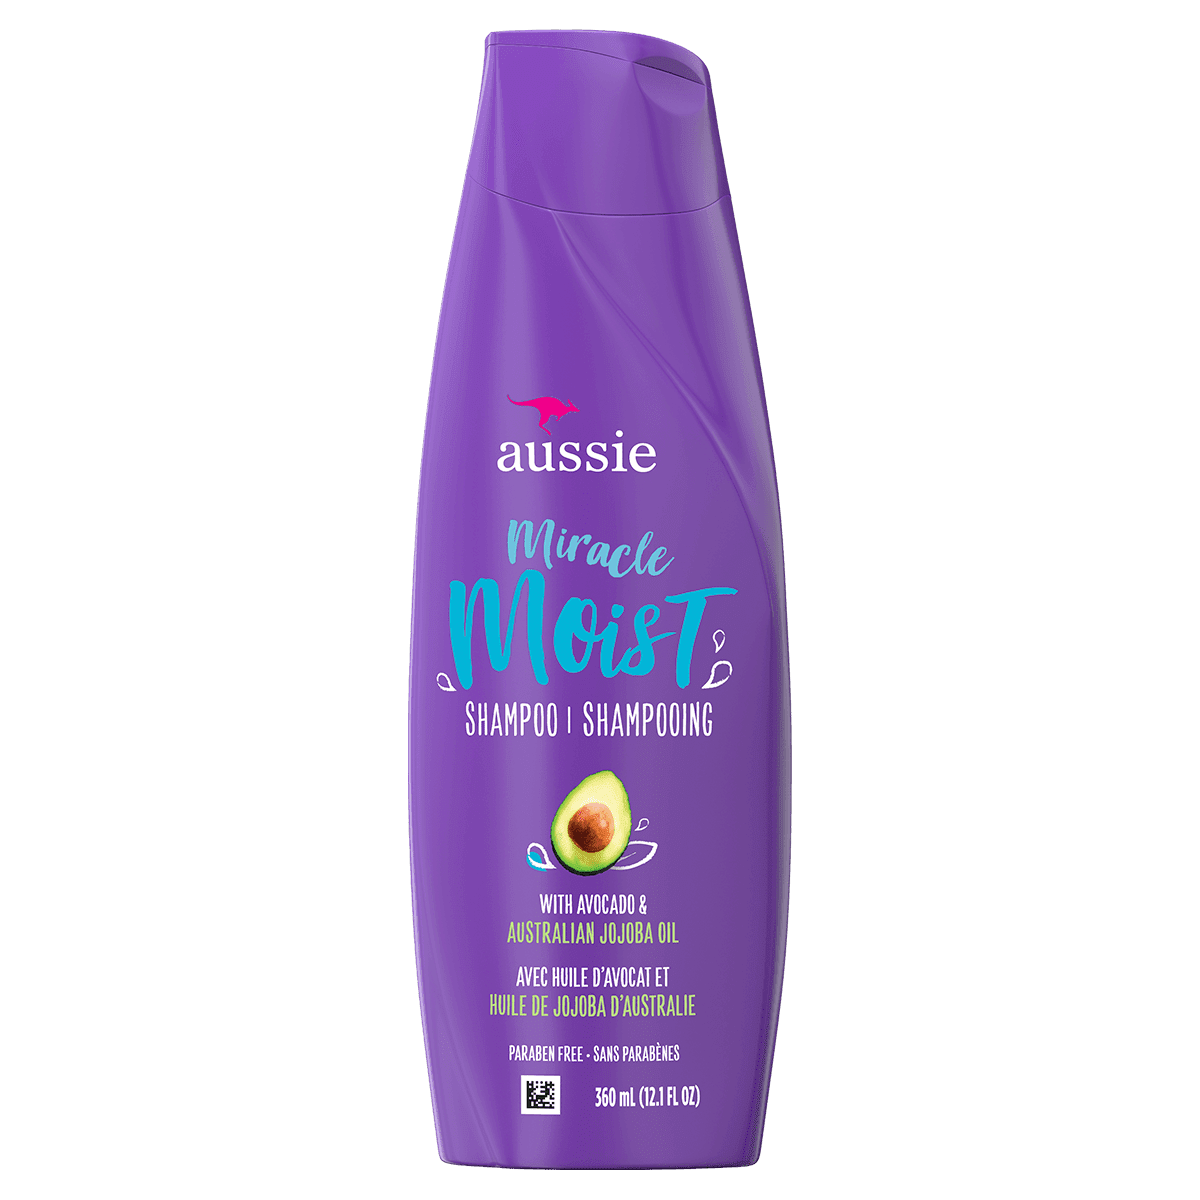 aussie
Miracle
Moist
SHAMPOO | SHAMPOOING
WITH AVOCADO &
AUSTRALIAN JOJOBA OIL
AVEC HUILE D'AVOCAT ET
HUILE DE JOJOBA D'AUSTRALIE
PARABEN FREE • SANS PARABÈNES
360 mL (12.1 FL OZ)